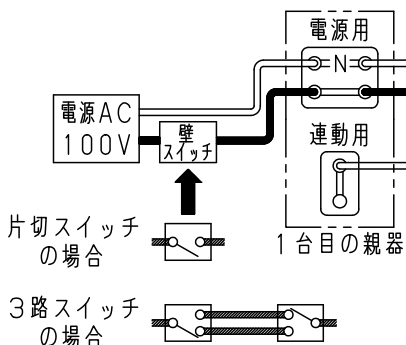 電源用
N
電源AC
100V
壁
スイッチ
連動用
1台目の親器
片切スイッチ
の場合
3路スイッチ
の場合